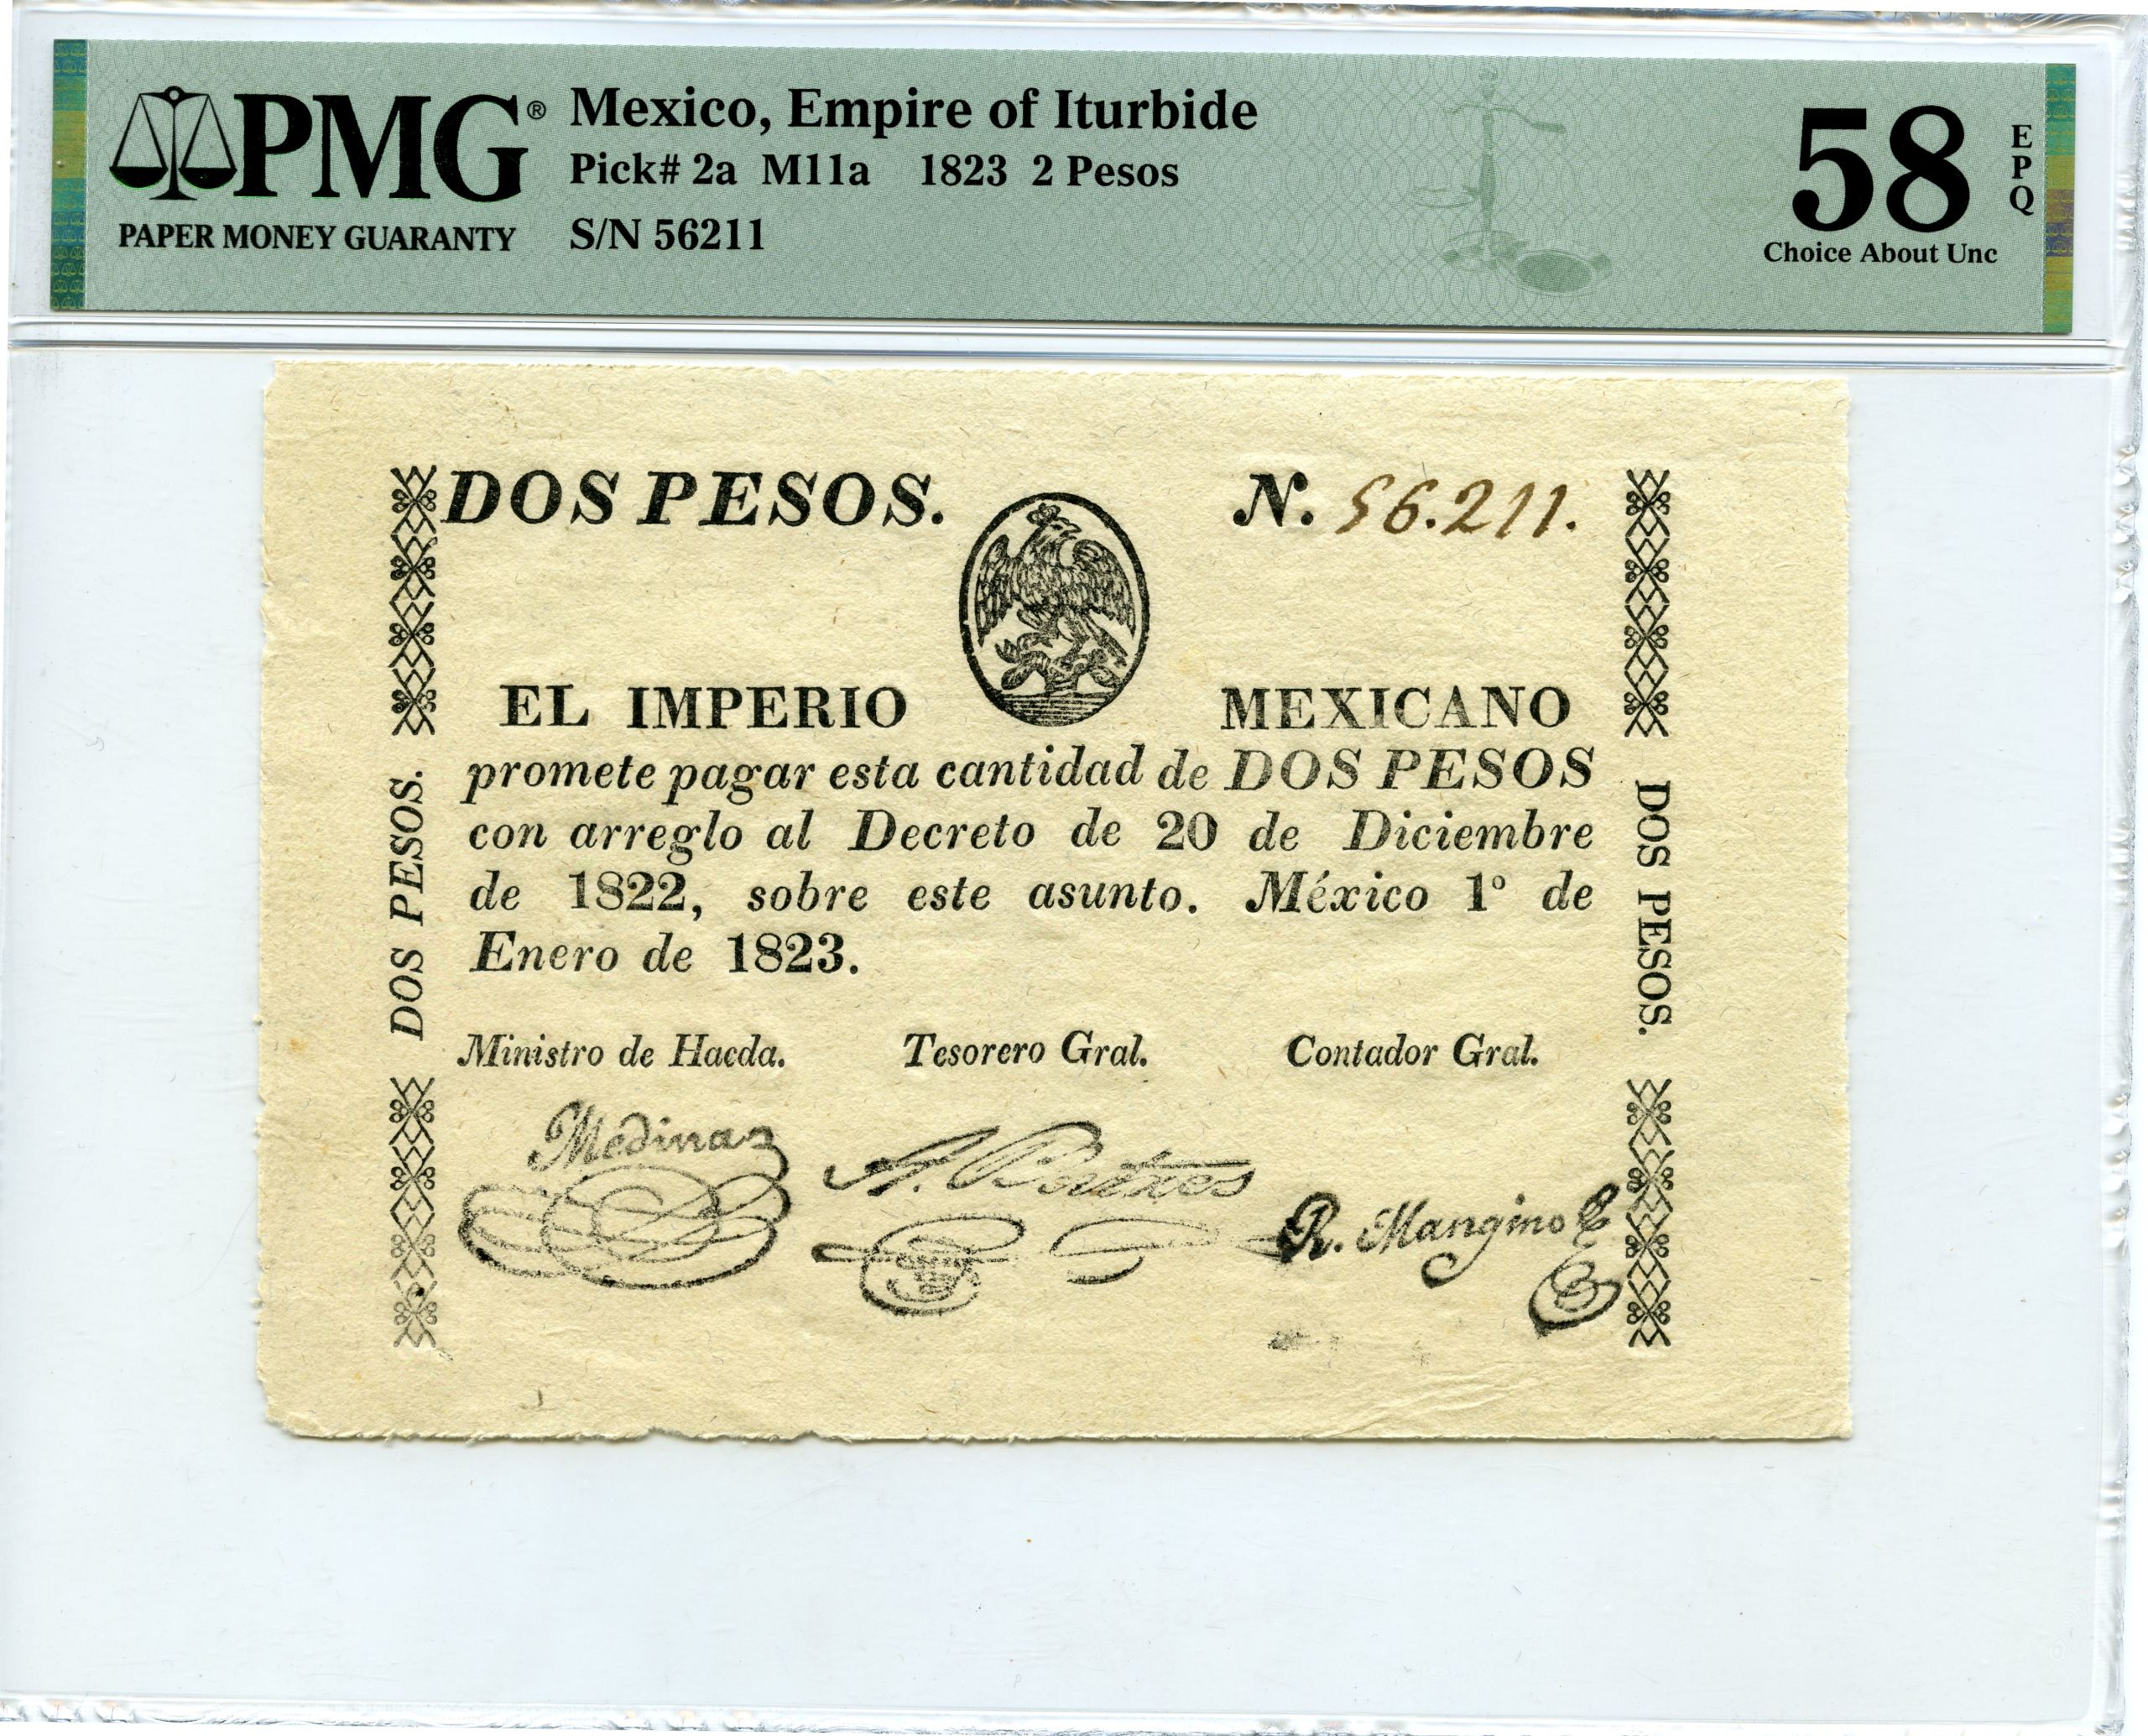 PMG® Mexico, Empire of Iturbide
Pick# 2a M11a 1823 2 Pesos
PAPER MONEY GUARANTY S/N 56211
58 EPQ
Choice About Unc
DOS PESOS. N. 56.211.
EL IMPERIO MEXICANO
promete pagar esta cantidad de DOS PESOS
con arreglo al Decreto de 20 de Diciembre
de 1822, sobre este asunto. México 1º de
Enero de 1823.
DOS PESOS.
DOS PESOS.
Ministro de Hacda. Tesorero Gral. Contador Gral.
Medina
A. Batres
R. Mangino